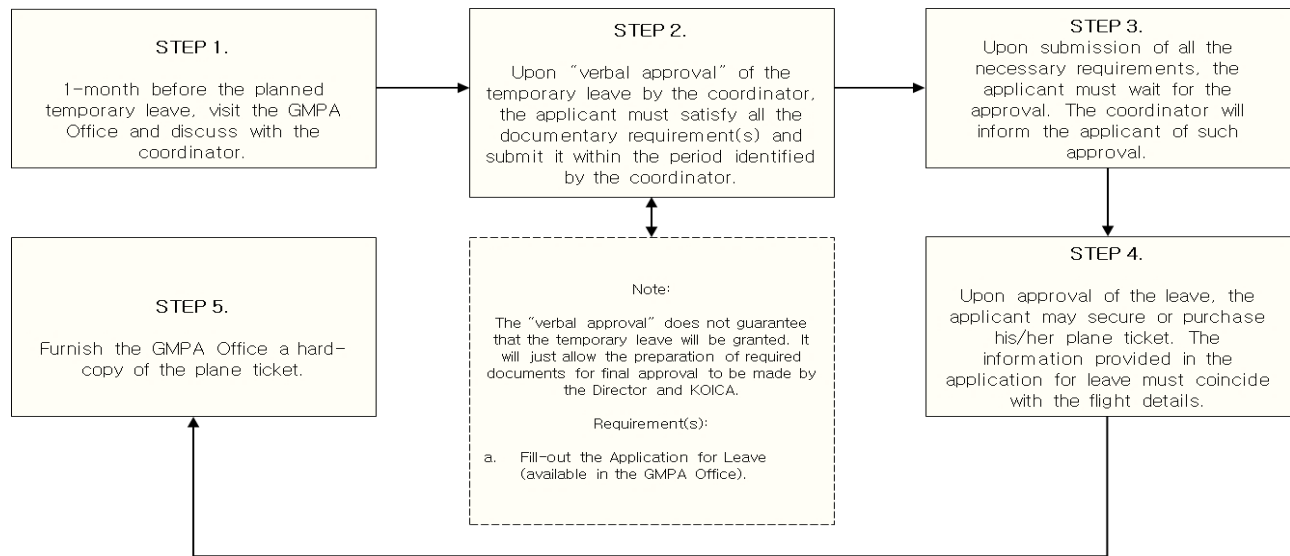 STEP 1.
1-month before the planned
temporary leave, visit the GMPA
Office and discuss with the
coordinator.
STEP 2.
Upon "verbal approval" of the
temporary leave by the coordinator,
the applicant must satisfy all the
documentary requirement(s) and
submit it within the period identified
by the coordinator.
STEP 3.
Upon submission of all the
necessary requirements, the
applicant must wait for the
approval. The coordinator will
inform the applicant of such
approval.
Note:
The "verbal approval" does not guarantee
that the temporary leave will be granted. It
will just allow the preparation of required
documents for final approval to be made by
the Director and KOICA.
Requirement(s):
a. Fill-out the Application for Leave
(available in the GMPA Office).
STEP 4.
Upon approval of the leave, the
applicant may secure or purchase
his/her plane ticket. The
information provided in the
application for leave must coincide
with the flight details.
STEP 5.
Furnish the GMPA Office a hard-
copy of the plane ticket.